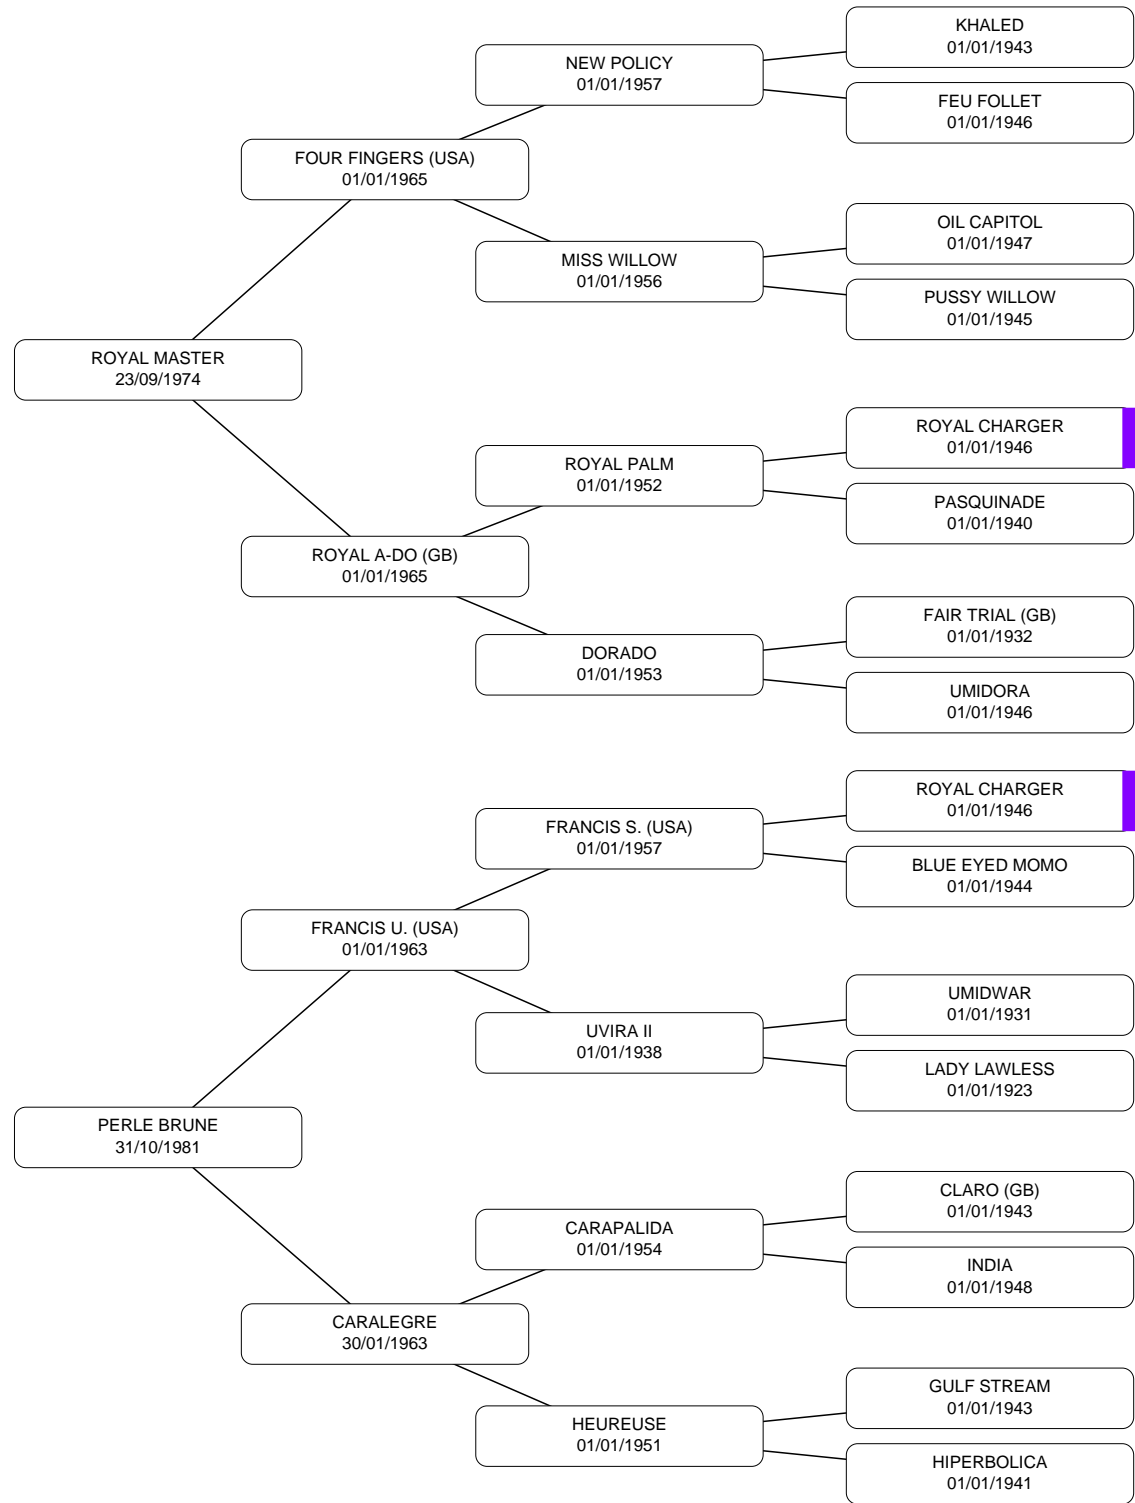 KHALED
01/01/1943
NEW POLICY
01/01/1957
FEU FOLLET
01/01/1946
FOUR FINGERS (USA)
01/01/1965
OIL CAPITOL
01/01/1947
MISS WILLOW
01/01/1956
PUSSY WILLOW
01/01/1945
ROYAL MASTER
23/09/1974
ROYAL CHARGER
01/01/1946
ROYAL PALM
01/01/1952
PASQUINADE
01/01/1940
ROYAL A-DO (GB)
01/01/1965
FAIR TRIAL (GB)
01/01/1932
DORADO
01/01/1953
UMIDORA
01/01/1946
ROYAL CHARGER
01/01/1946
FRANCIS S. (USA)
01/01/1957
BLUE EYED MOMO
01/01/1944
FRANCIS U. (USA)
01/01/1963
UMIDWAR
01/01/1931
UVIRA II
01/01/1938
LADY LAWLESS
01/01/1923
PERLE BRUNE
31/10/1981
CLARO (GB)
01/01/1943
CARAPALIDA
01/01/1954
INDIA
01/01/1948
CARALEGRE
30/01/1963
GULF STREAM
01/01/1943
HEUREUSE
01/01/1951
HIPERBOLICA
01/01/1941